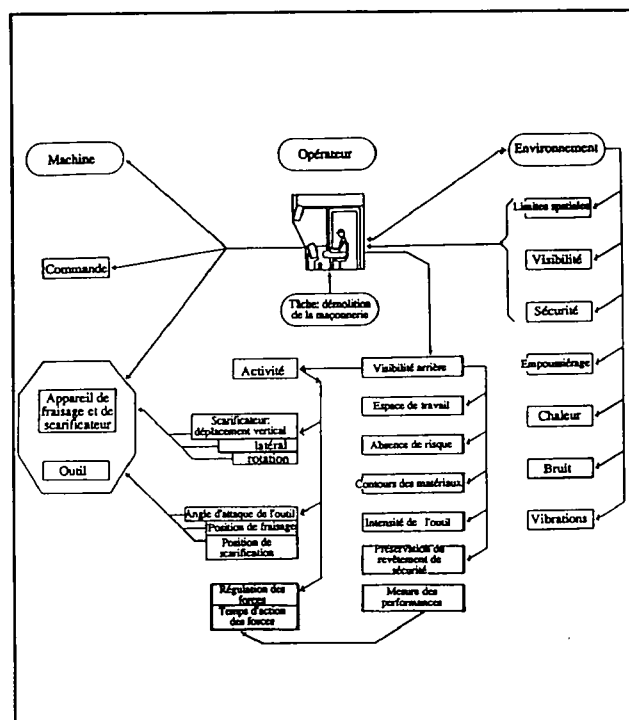 Machine
Opérateur
Environnement
Limites spatiales
Commande
Visibilité
Tâche: démolition
de la maçonnerie
Sécurité
Activité
Visibilité arrière
Empoussiérage
Appareil de
fraisage et de
scarificateur
Outil
Scarificateur:
déplacement vertical
latéral
rotation
Espace de travail
Absence de risque
Chaleur
Contours des matériaux
Bruit
Angle d'attaque de l'outil
Position de fraisage
Position de
scarification
Intensité de l'outil
Vibrations
Préservation du
revêtement de
sécurité
Régulation des
forces
Temps d'action
des forces
Mesure des
performances